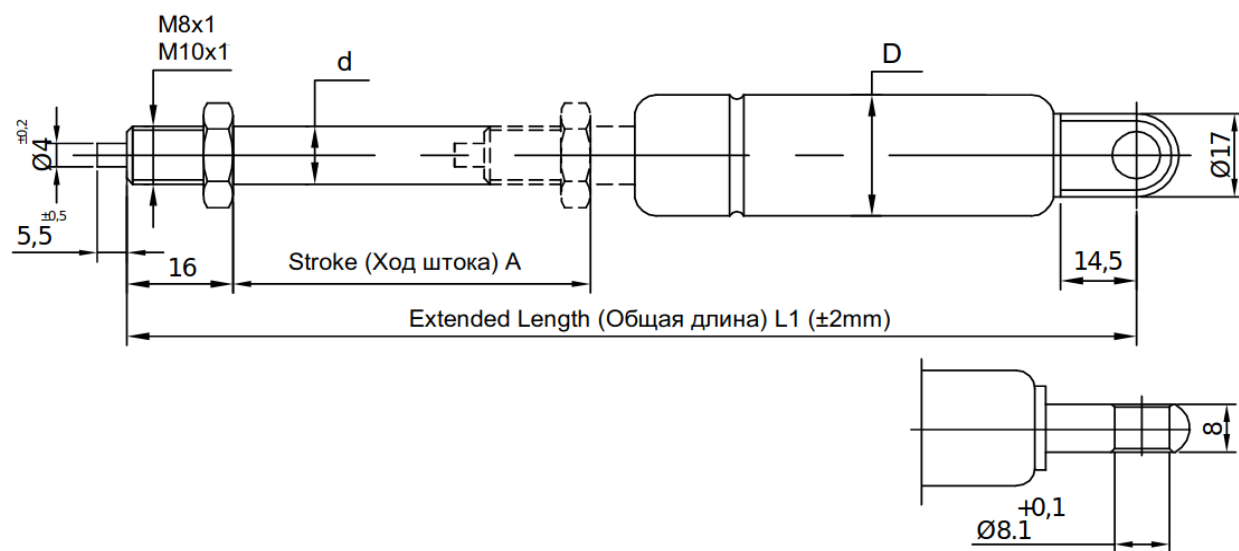 M8x1
M10x1
d
D
Ø4 ±0.2
Ø17
5,5 ±0,5
16
Stroke (Ход штока) A
14,5
Extended Length (Общая длина) L1 (±2mm)
8
+0,1
Ø8.1